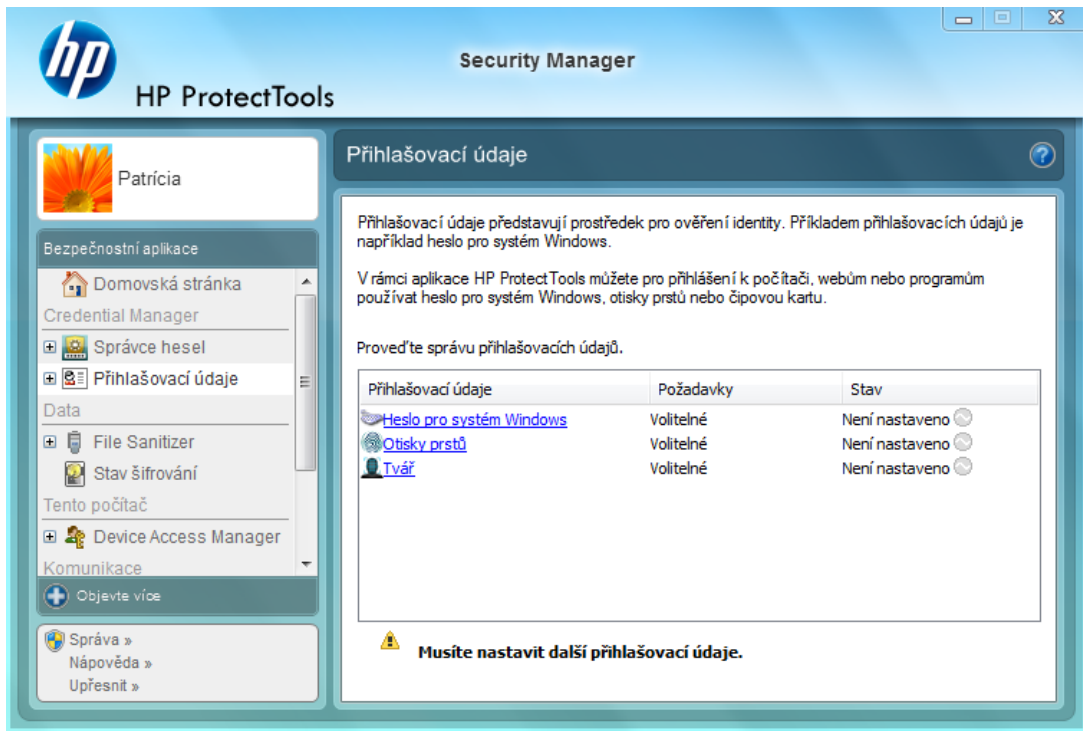 hp
HP ProtectTools
Security Manager
Patrícia
Bezpečnostní aplikace
Domovská stránka
Credential Manager
Správce hesel
Přihlašovací údaje
Data
File Sanitizer
Stav šifrování
Tento počítač
Device Access Manager
Komunikace
Objevte více
Správa »
Nápověda »
Upřesnit »
Přihlašovací údaje
?
Přihlašovací údaje představují prostředek pro ověření identity. Příkladem přihlašovacích údajů je
například heslo pro systém Windows.
V rámci aplikace HP ProtectTools můžete pro přihlášení k počítači, webům nebo programům
používat heslo pro systém Windows, otisky prstů nebo čipovou kartu.
Proveďte správu přihlašovacích údajů.
Přihlašovací údaje Požadavky Stav
Heslo pro systém Windows Volitelné Není nastaveno
Otisky prstů Volitelné Není nastaveno
Tvář Volitelné Není nastaveno
Musíte nastavit další přihlašovací údaje.